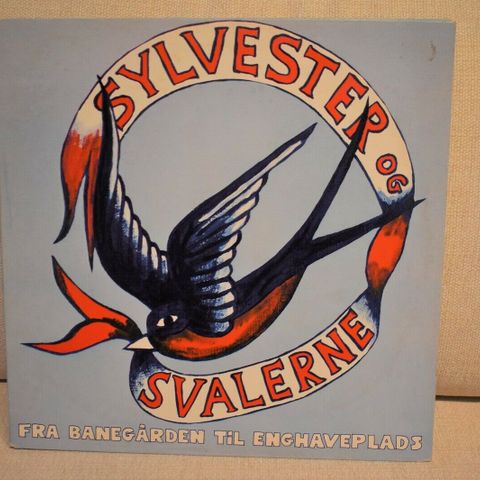 SYLVESTER OG
SVALERNE
FRA BANEGÅRDEN TiL ENGHAVEPLADS